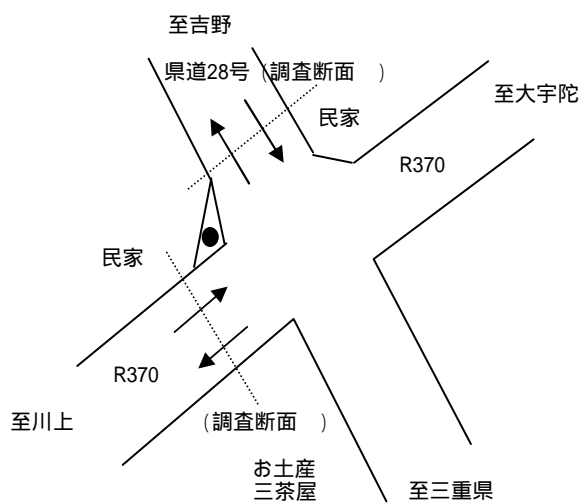 至吉野
県道28号（調査断面　）
至大宇陀
民家
R370
民家
R370
至川上
（調査断面　）
お土産
三茶屋
至三重県